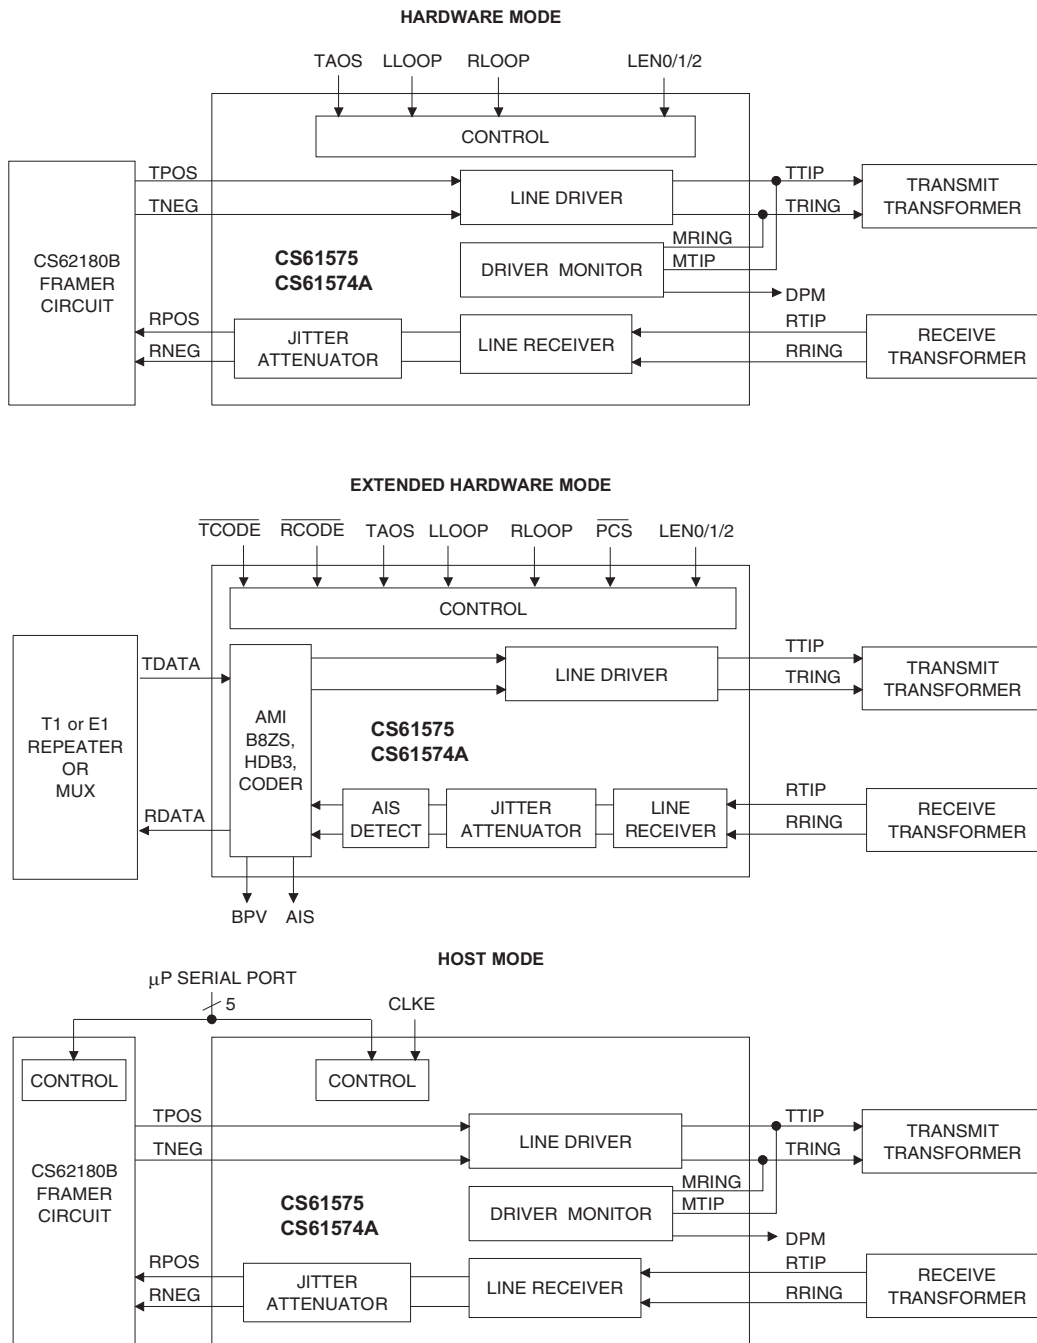 HARDWARE MODE
TAOS LLOOP RLOOP LEN0/1/2
CONTROL
TPOS
TNEG
LINE DRIVER
TTIP
TRING
TRANSMIT
TRANSFORMER
CS62180B
FRAMER
CIRCUIT
CS61575
CS61574A
MRING
MTIP
DRIVER MONITOR
DPM
RPOS
RNEG
JITTER
ATTENUATOR
LINE RECEIVER
RTIP
RRING
RECEIVE
TRANSFORMER
EXTENDED HARDWARE MODE
TCODE RCODE TAOS LLOOP RLOOP PCS LEN0/1/2
CONTROL
TDATA
LINE DRIVER
TTIP
TRING
TRANSMIT
TRANSFORMER
T1 or E1
REPEATER
OR
MUX
AMI
B8ZS,
HDB3,
CODER
CS61575
CS61574A
RDATA
AIS
DETECT
JITTER
ATTENUATOR
LINE
RECEIVER
RTIP
RRING
RECEIVE
TRANSFORMER
BPV AIS
HOST MODE
µP SERIAL PORT
5
CLKE
CONTROL
CONTROL
TPOS
TNEG
LINE DRIVER
TTIP
TRING
TRANSMIT
TRANSFORMER
CS62180B
FRAMER
CIRCUIT
CS61575
CS61574A
MRING
MTIP
DRIVER MONITOR
DPM
RPOS
RNEG
JITTER
ATTENUATOR
LINE RECEIVER
RTIP
RRING
RECEIVE
TRANSFORMER